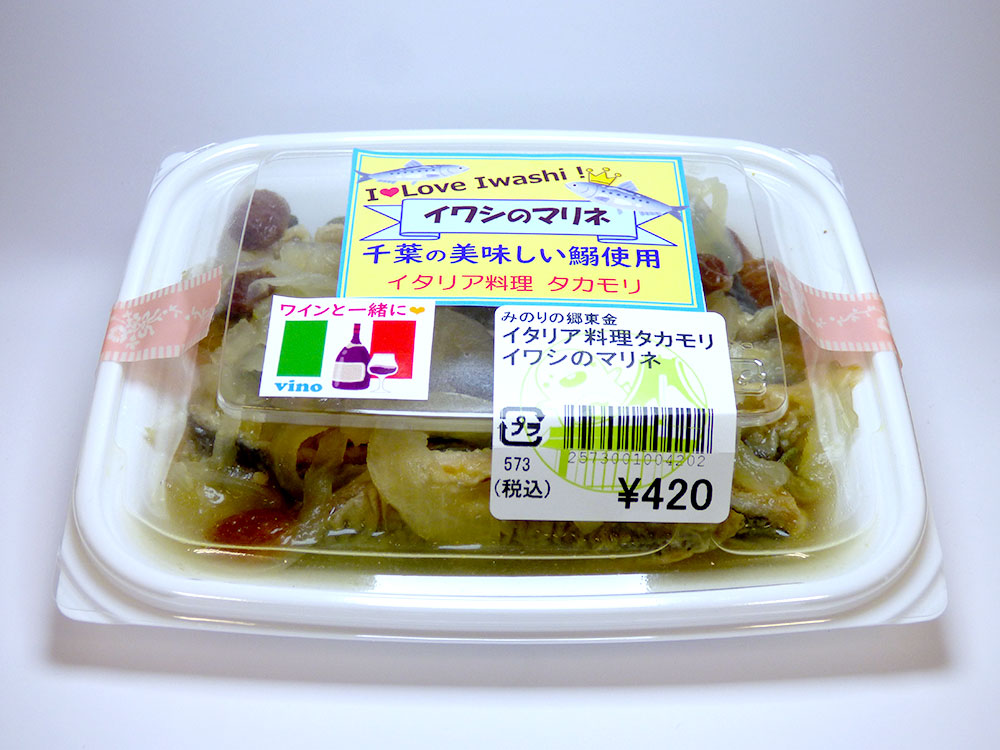 I❤Love Iwashi!
イワシのマリネ
千葉の美味しい鰯使用
イタリア料理 タカモリ
ワインと一緒に❤
vino
みのりの郷東金
イタリア料理タカモリ
イワシのマリネ
プラ
573
2573001004202
(税込)
¥420